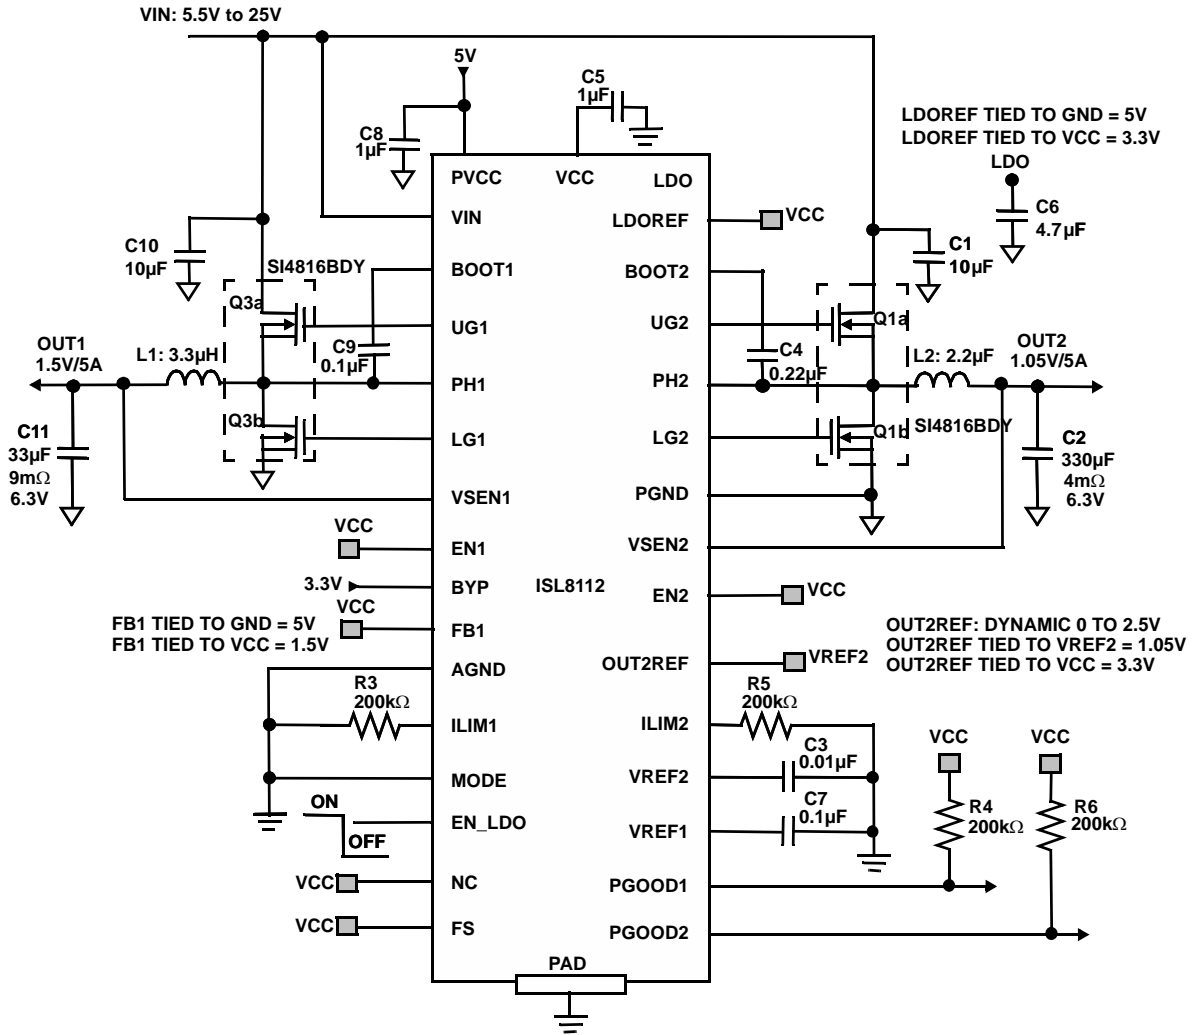 VIN: 5.5V to 25V
5V
C5
1µF
C8
1µF
LDOREF TIED TO GND = 5V
LDOREF TIED TO VCC = 3.3V
LDO
C6
4.7µF
PVCC
VCC
LDO
VIN
LDOREF
VCC
C10
10µF
SI4816BDY
BOOT1
BOOT2
C1
10µF
Q3a
UG1
UG2
Q1a
OUT1
1.5V/5A
L1: 3.3µH
C9
0.1µF
C4
0.22µF
L2: 2.2µF
OUT2
1.05V/5A
PH1
PH2
Q3b
LG1
LG2
Q1b
SI4816BDY
C11
33µF
9mΩ
6.3V
C2
330µF
4mΩ
6.3V
VSEN1
PGND
VSEN2
VCC
EN1
3.3V
BYP
ISL8112
EN2
VCC
VCC
FB1
FB1 TIED TO GND = 5V
FB1 TIED TO VCC = 1.5V
OUT2REF: DYNAMIC 0 TO 2.5V
OUT2REF TIED TO VREF2 = 1.05V
OUT2REF TIED TO VCC = 3.3V
AGND
OUT2REF
VREF2
R3
200kΩ
R5
200kΩ
ILIM1
ILIM2
C3
0.01µF
VCC
VCC
MODE
VREF2
C7
0.1µF
ON
OFF
EN_LDO
VREF1
R4
200kΩ
R6
200kΩ
VCC
NC
PGOOD1
VCC
FS
PGOOD2
PAD